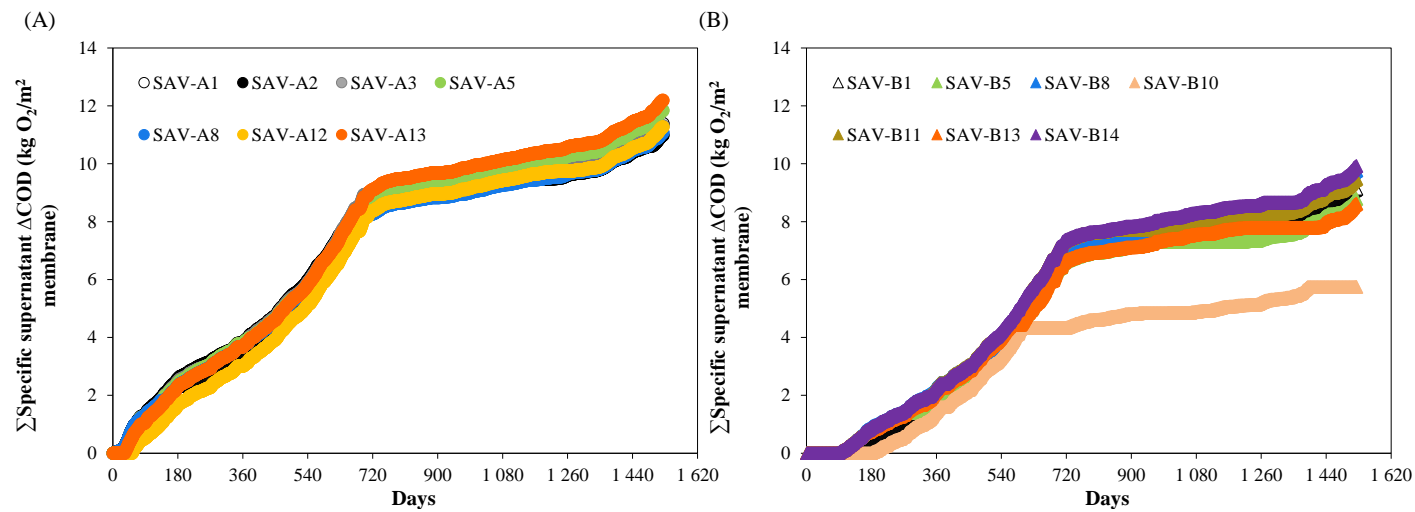 (A)
∑Specific supernatant ΔCOD (kg O₂/m²
membrane)
14
12
10
8
6
4
2
0
SAV-A1 SAV-A2 SAV-A3 SAV-A5
SAV-A8 SAV-A12 SAV-A13
0 180 360 540 720 900 1 080 1 260 1 440 1 620
Days
(B)
∑Specific supernatant ΔCOD (kg O₂/m²
membrane)
14
12
10
8
6
4
2
0
SAV-B1 SAV-B5 SAV-B8 SAV-B10
SAV-B11 SAV-B13 SAV-B14
0 180 360 540 720 900 1 080 1 260 1 440 1 620
Days